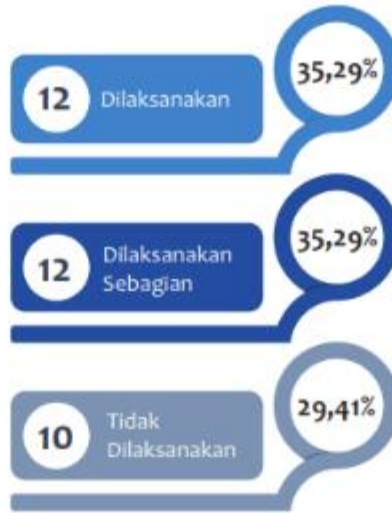 35,29%
12 Dilaksanakan
35,29%
12 Dilaksanakan
Sebagian
29,41%
10 Tidak
Dilaksanakan